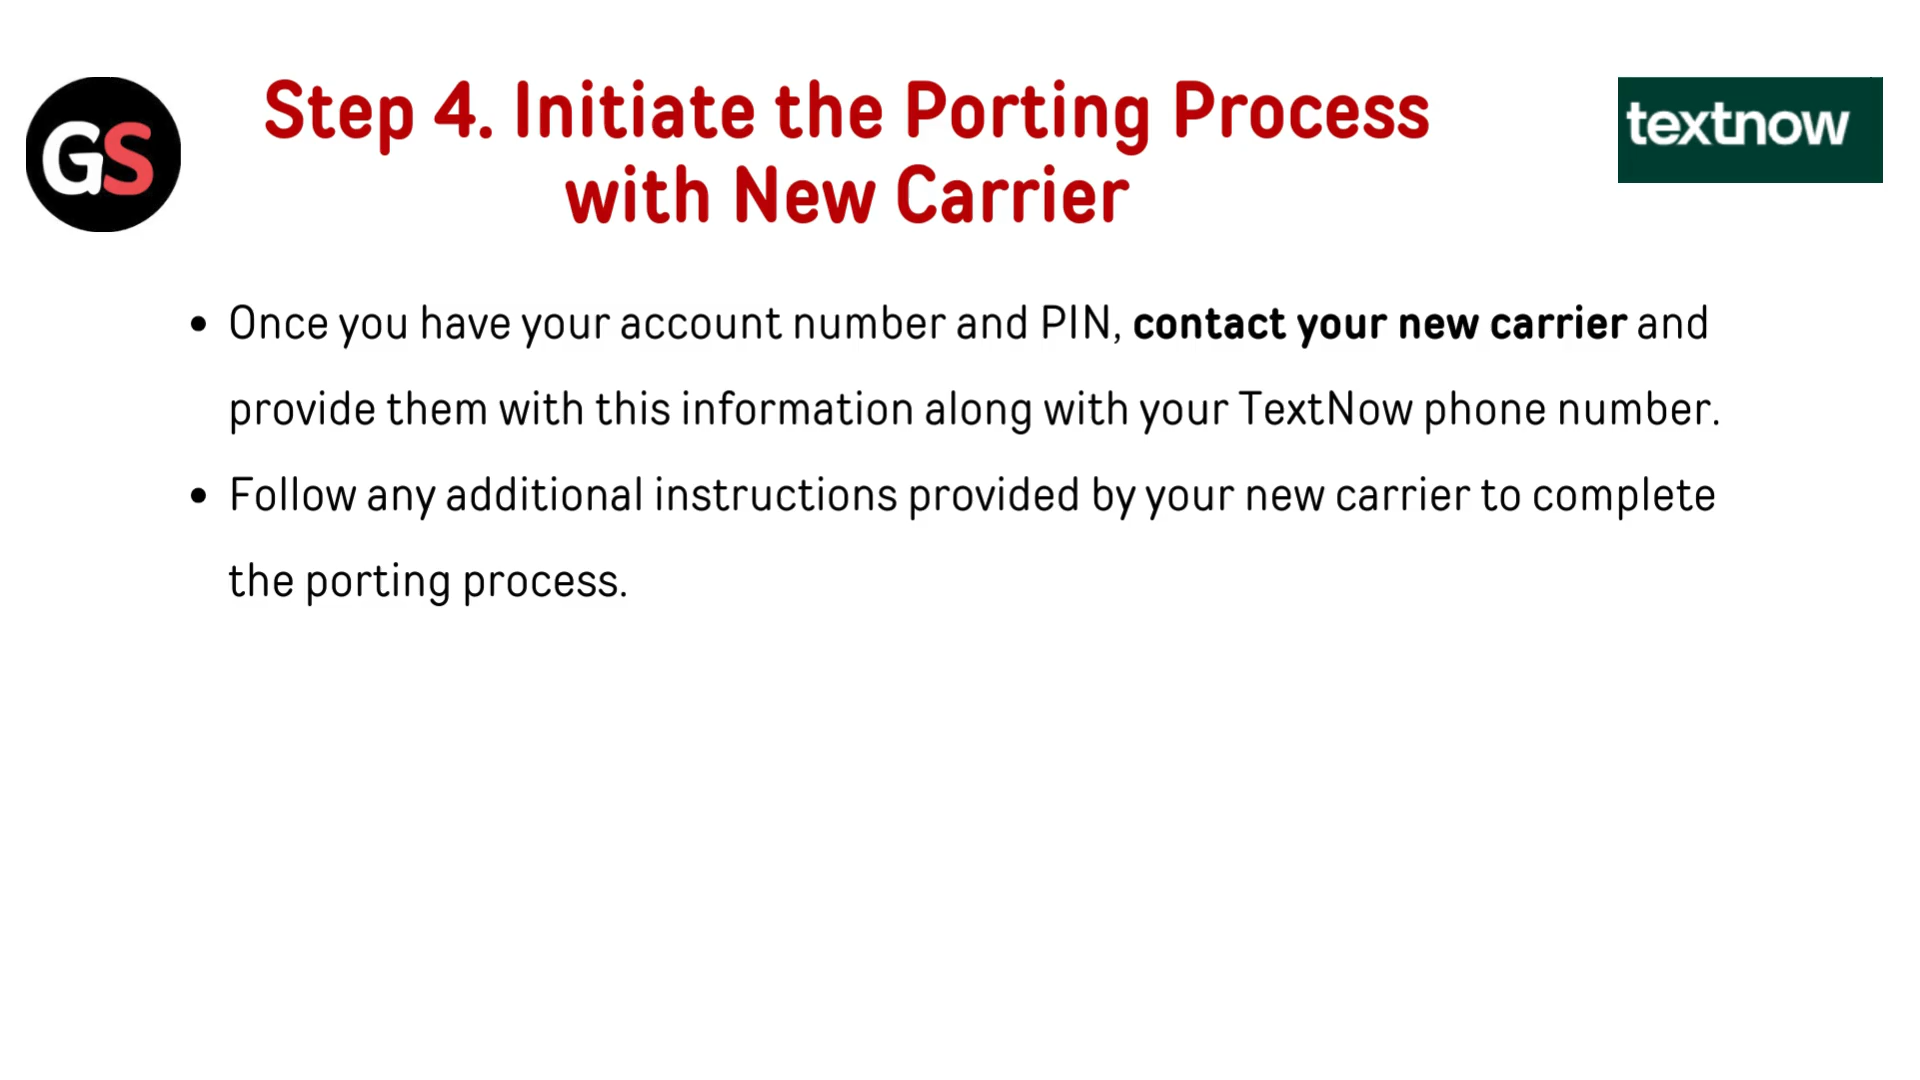 GS
Step 4. Initiate the Porting Process
with New Carrier
textnow
• Once you have your account number and PIN, contact your new carrier and
provide them with this information along with your TextNow phone number.
• Follow any additional instructions provided by your new carrier to complete
the porting process.